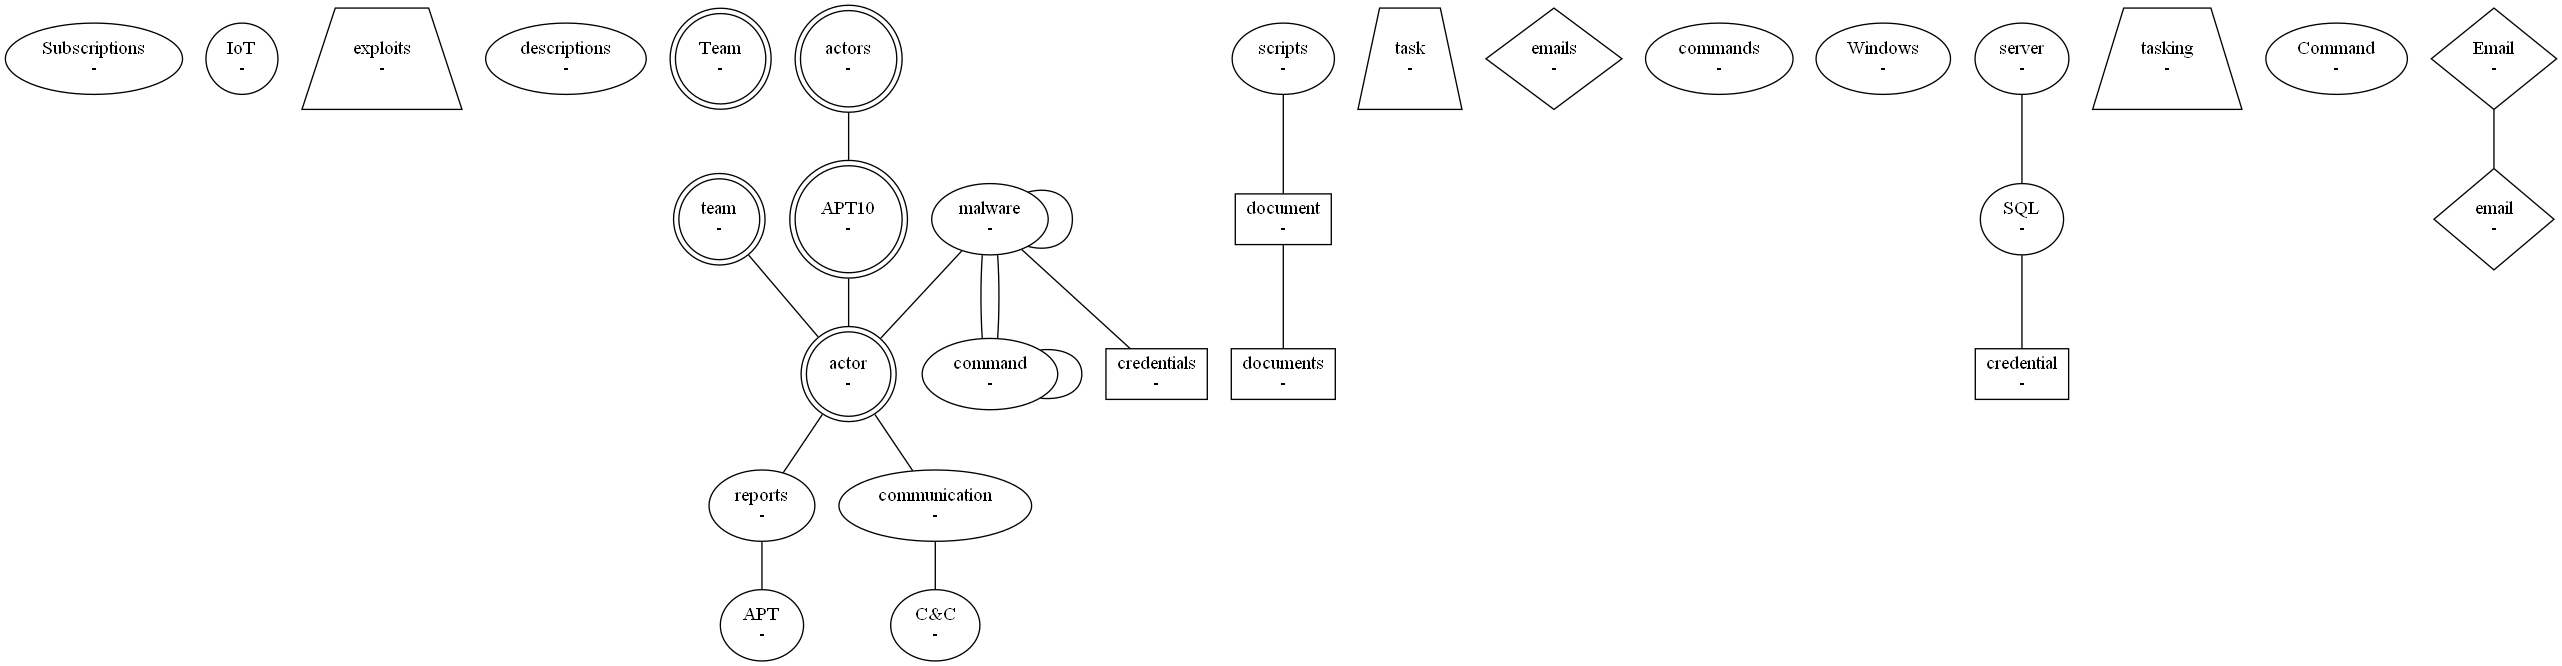 Subscriptions
-
IoT
-
exploits
-
descriptions
-
Team
-
actors
-
scripts
-
task
-
emails
-
commands
-
Windows
-
server
-
tasking
-
Command
-
Email
-
team
-
APT10
-
malware
-
document
-
SQL
-
email
-
actor
-
command
-
credentials
-
documents
-
credential
-
reports
-
communication
-
APT
-
C&C
-